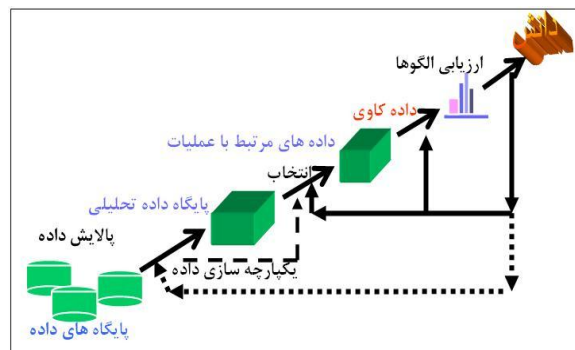 دانش
ارزیابی الگوها
داده کاوی
داده های مرتبط با عملیات
انتخاب
پایگاه داده تحلیلی
پالایش داده
یکپارچه سازی داده
پایگاه های داده